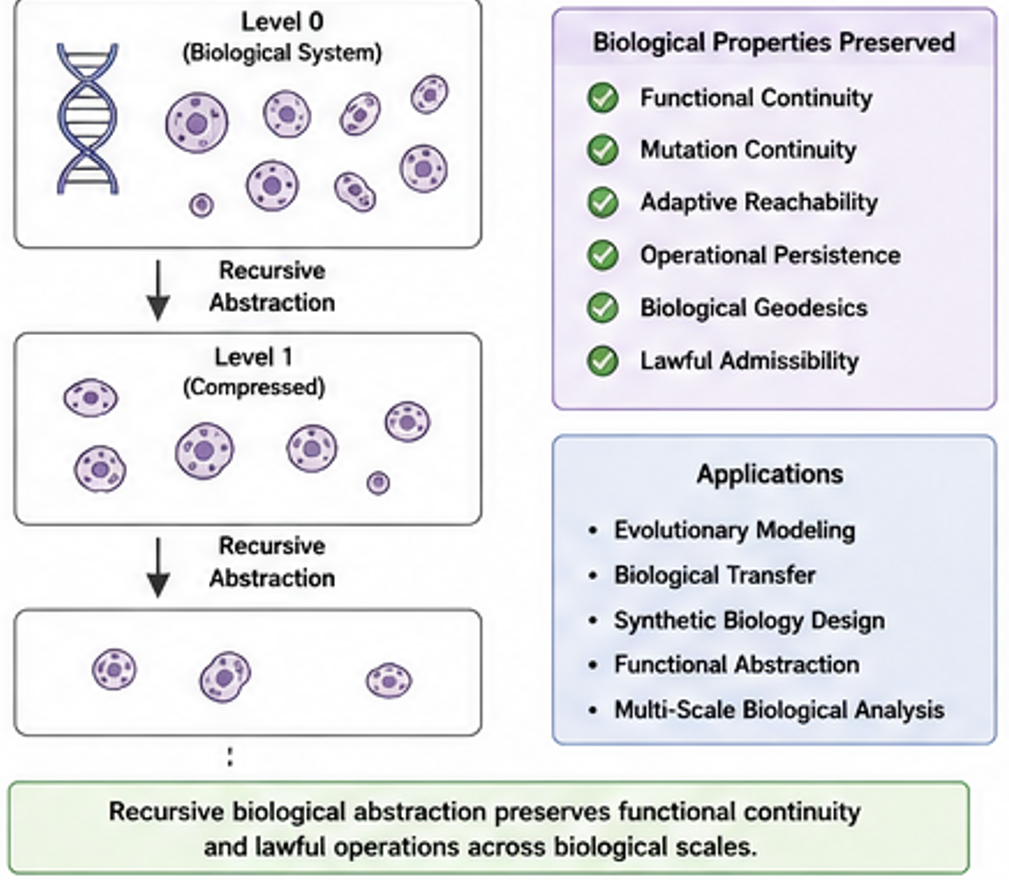 Level 0
(Biological System)
Recursive
Abstraction
Level 1
(Compressed)
Recursive
Abstraction
Biological Properties Preserved
Functional Continuity
Mutation Continuity
Adaptive Reachability
Operational Persistence
Biological Geodesics
Lawful Admissibility
Applications
• Evolutionary Modeling
• Biological Transfer
• Synthetic Biology Design
• Functional Abstraction
• Multi-Scale Biological Analysis
Recursive biological abstraction preserves functional continuity
and lawful operations across biological scales.